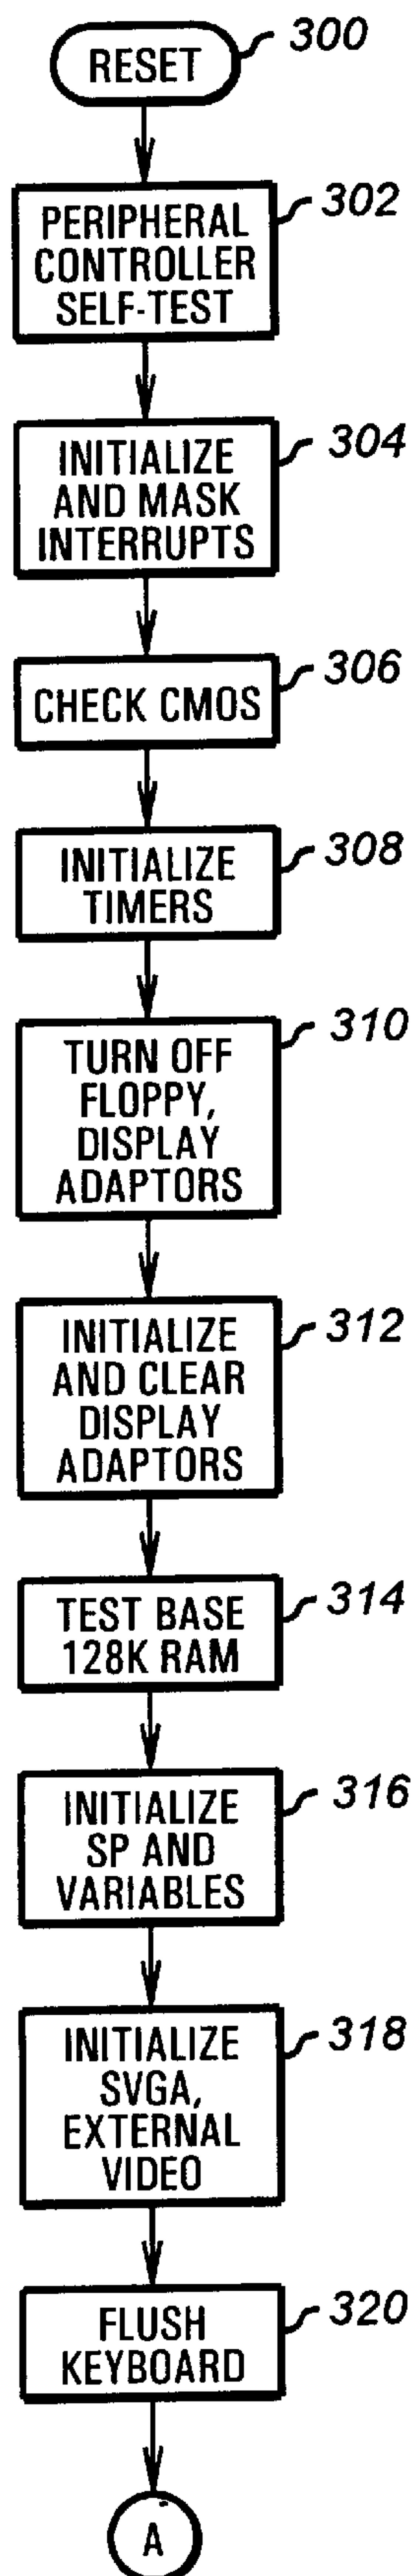 RESET
300
PERIPHERAL
CONTROLLER
SELF-TEST
302
INITIALIZE
AND MASK
INTERRUPTS
304
CHECK CMOS
306
INITIALIZE
TIMERS
308
TURN OFF
FLOPPY,
DISPLAY
ADAPTORS
310
INITIALIZE
AND CLEAR
DISPLAY
ADAPTORS
312
TEST BASE
128K RAM
314
INITIALIZE
SP AND
VARIABLES
316
INITIALIZE
SVGA,
EXTERNAL
VIDEO
318
FLUSH
KEYBOARD
320
A